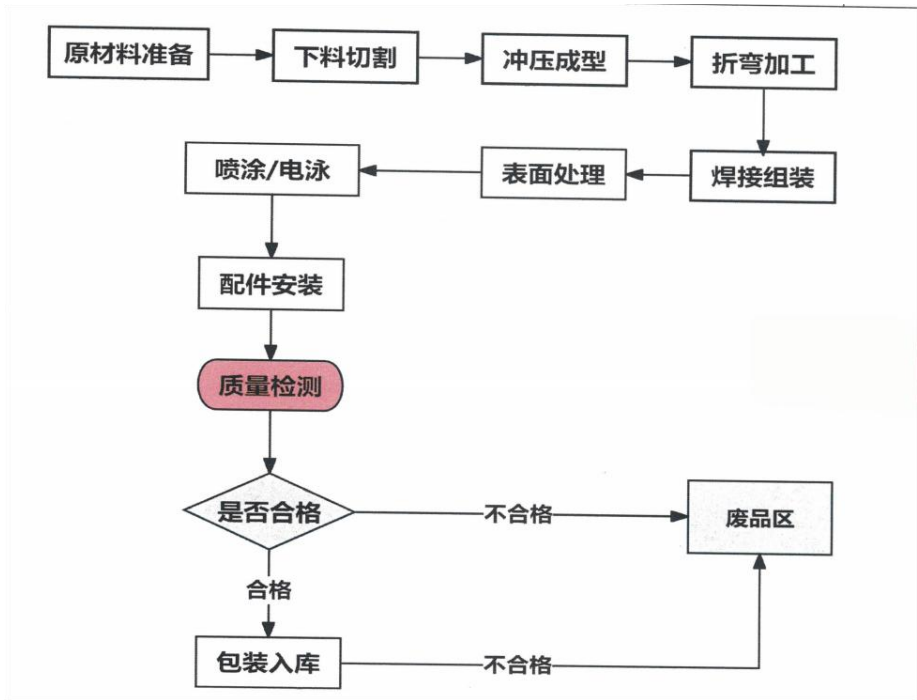 原材料准备
下料切割
冲压成型
折弯加工
焊接组装
表面处理
喷涂/电泳
配件安装
质量检测
是否合格
不合格
废品区
合格
包装入库
不合格